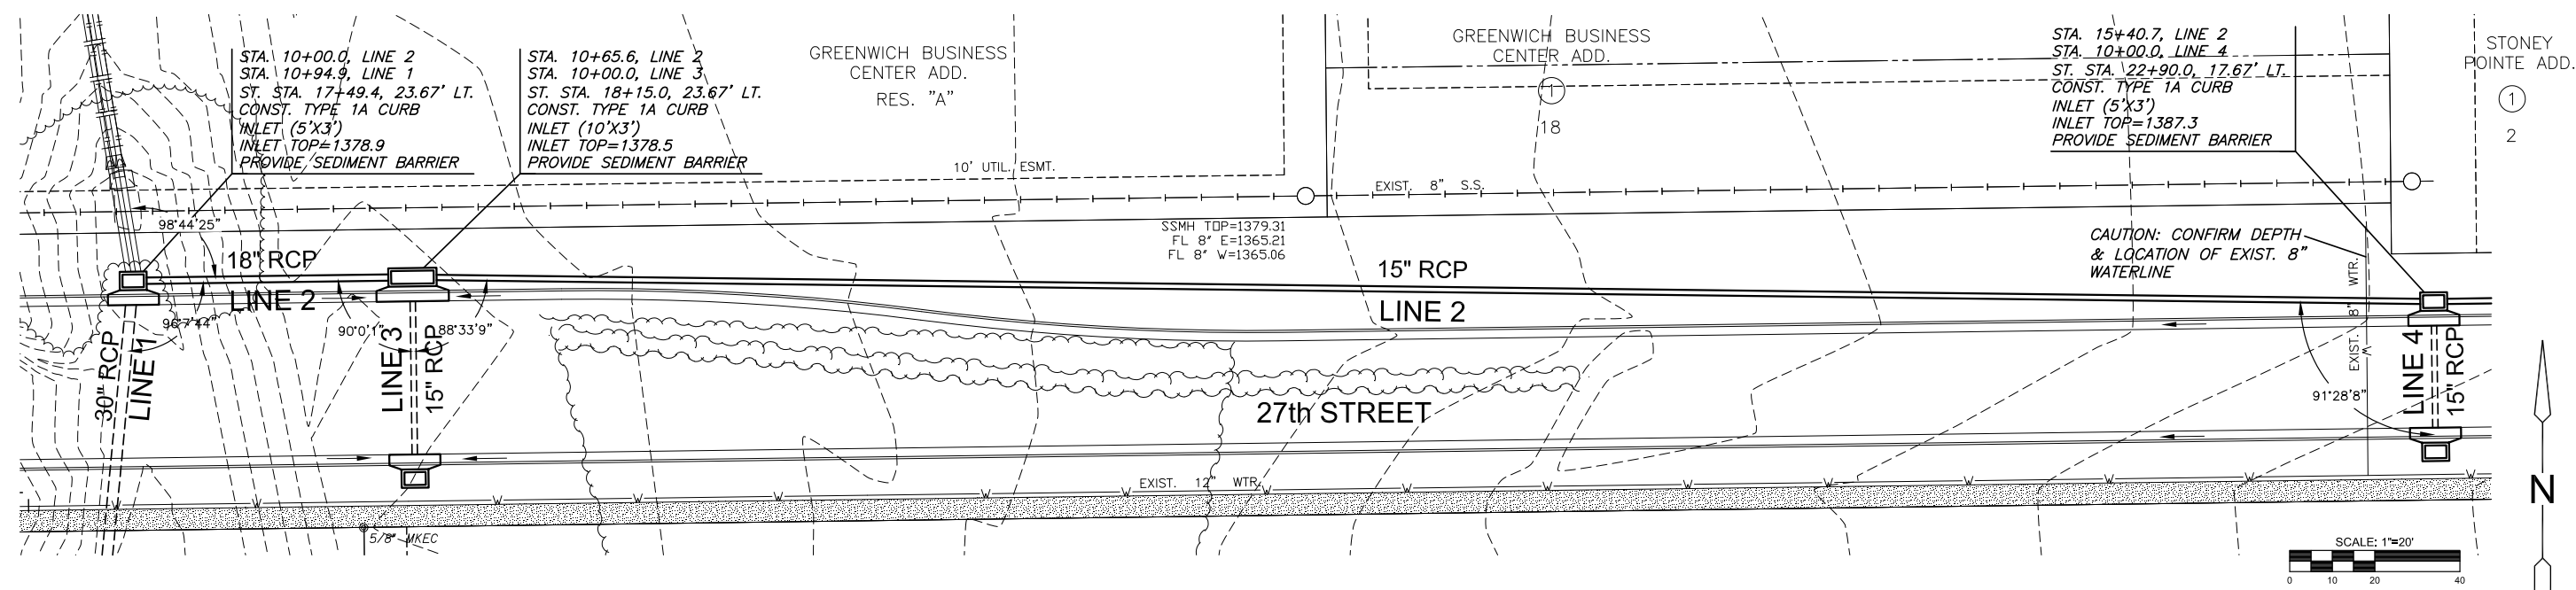 STA. 10+00.0, LINE 2
STA. 10+94.9, LINE 1
ST. STA. 17+49.4, 23.67' LT.
CONST. TYPE 1A CURB
INLET (5'X3')
INLET TOP=1378.9
PROVIDE SEDIMENT BARRIER
STA. 10+65.6, LINE 2
STA. 10+00.0, LINE 3
ST. STA. 18+15.0, 23.67' LT.
CONST. TYPE 1A CURB
INLET (10'X3')
INLET TOP=1378.5
PROVIDE SEDIMENT BARRIER
GREENWICH BUSINESS
CENTER ADD.
RES. "A"
GREENWICH BUSINESS
CENTER ADD.
1
18
STA. 15+40.7, LINE 2
STA. 10+00.0, LINE 4
ST. STA. 22+90.0, 17.67' LT.
CONST. TYPE 1A CURB
INLET (5'X3')
INLET TOP=1387.3
PROVIDE SEDIMENT BARRIER
STONEY
POINTE ADD.
1
2
10' UTIL. ESMT.
EXIST. 8" S.S.
98°44'25"
SSMH TOP=1379.31
FL 8" E=1365.21
FL 8" W=1365.06
CAUTION: CONFIRM DEPTH
& LOCATION OF EXIST. 8"
WATERLINE
18" RCP
LINE 2
15" RCP
LINE 2
96°7'44"
90°0'1"
88°33'9"
30" RCP
LINE 1
LINE 3
15" RCP
27th STREET
EXIST. 8" WTR.
W
91°28'8"
LINE 4
15" RCP
EXIST. 12" WTR.
W W W W W W W W W W W W W W W W W W
5/8" MKEC
N
SCALE: 1"=20'
0 10 20 40